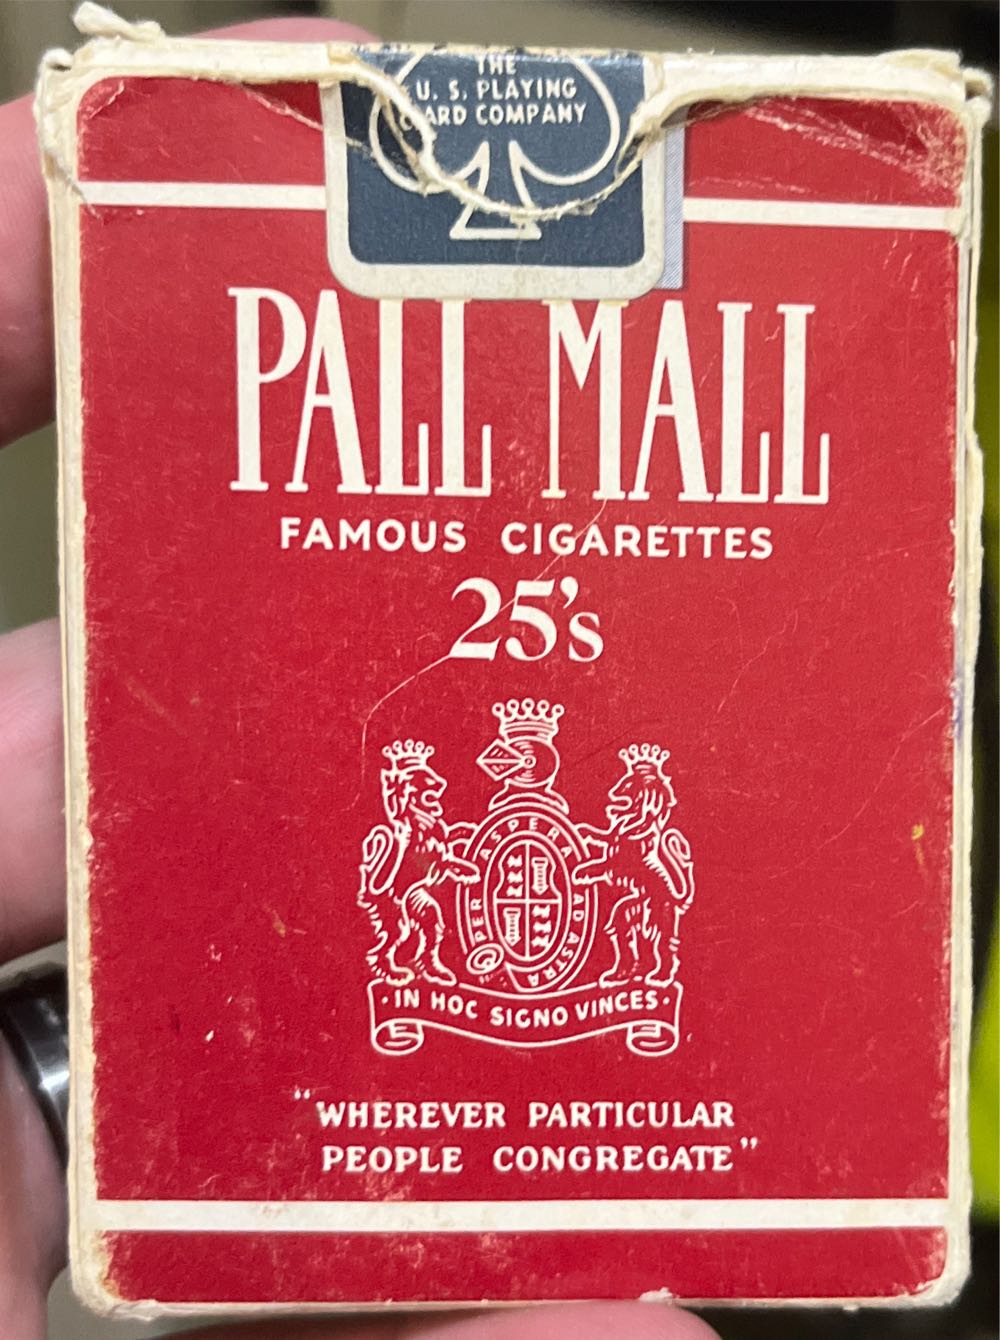 THE
U. S. PLAYING
CARD COMPANY
PALL MALL
FAMOUS CIGARETTES
25's
PER ASPERA AD ASTRA
· IN HOC SIGNO VINCES ·
"WHEREVER PARTICULAR
PEOPLE CONGREGATE"